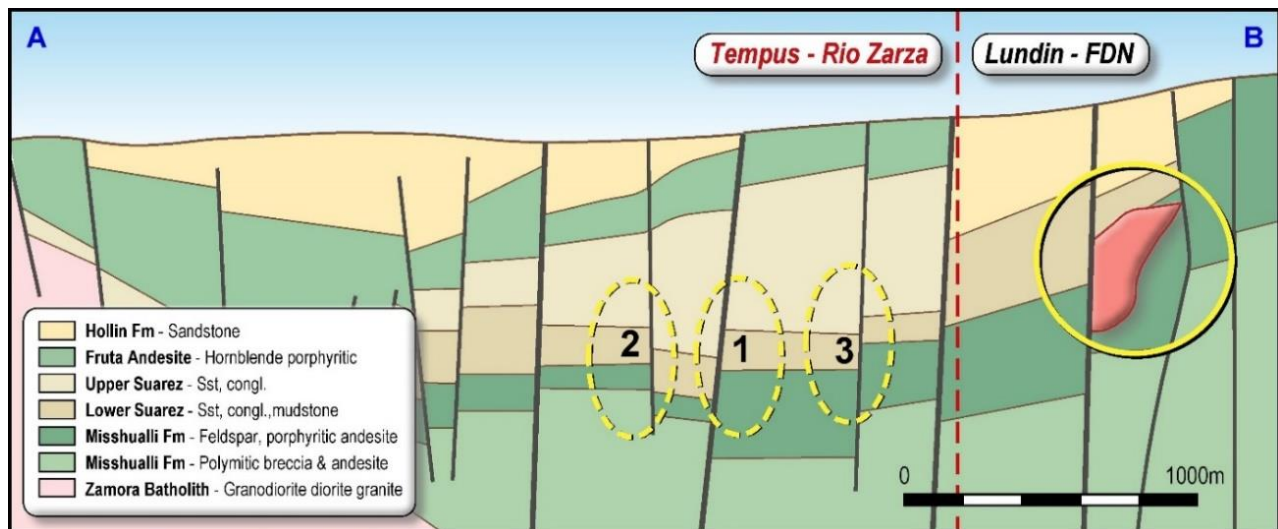 A
Tempus - Rio Zarza
Lundin - FDN
B
2
1
3
Hollin Fm - Sandstone
Fruta Andesite - Hornblende porphyritic
Upper Suarez - Sst, congl.
Lower Suarez - Sst, congl.,mudstone
Misshualli Fm - Feldspar, porphyritic andesite
Misshualli Fm - Polymitic breccia & andesite
Zamora Batholith - Granodiorite diorite granite
0
1000m